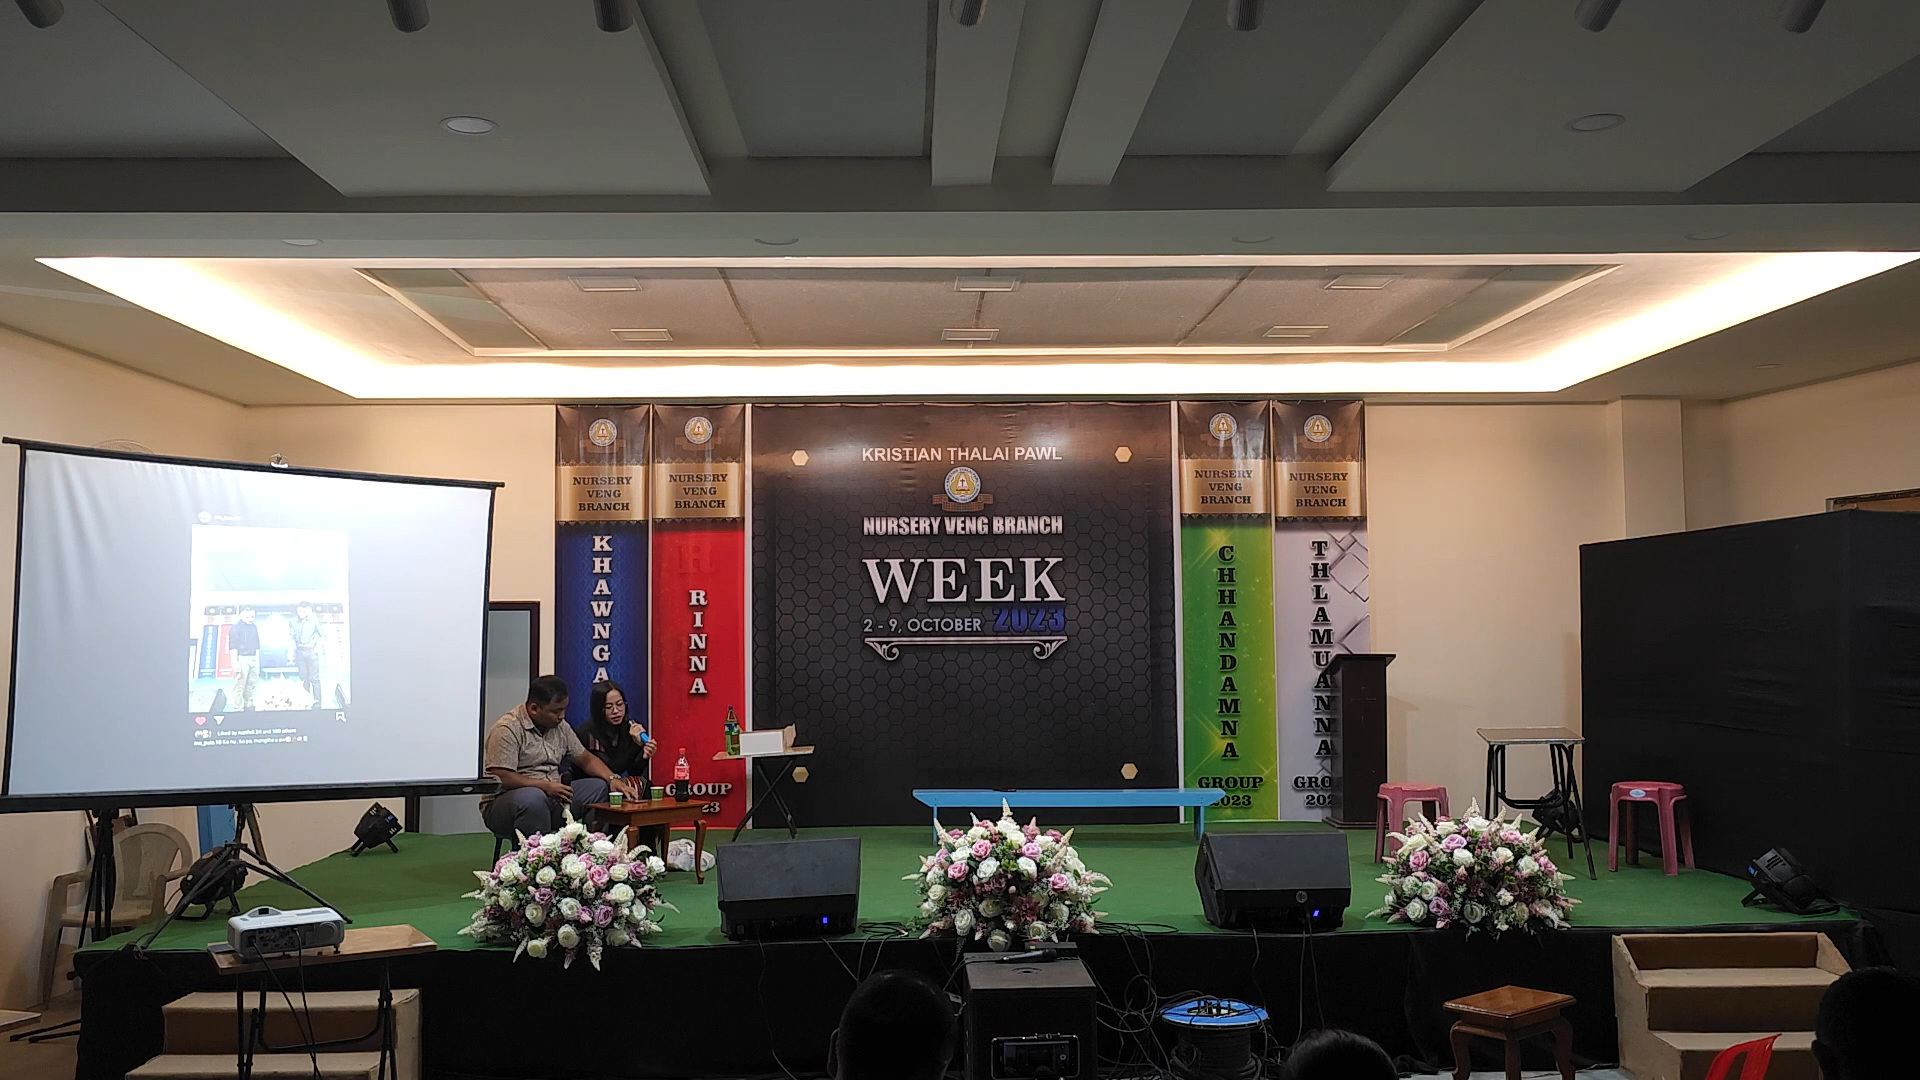 KRISTIAN THALAI PAWL
NURSERY VENG BRANCH
WEEK
2 - 9, OCTOBER 2023
NURSERY
VENG
BRANCH
KHAWNGA
NURSERY
VENG
BRANCH
RINNA
GROUP
NURSERY
VENG
BRANCH
CHHANDAMNA
GROUP
2023
NURSERY
VENG
BRANCH
THLAMUANNA